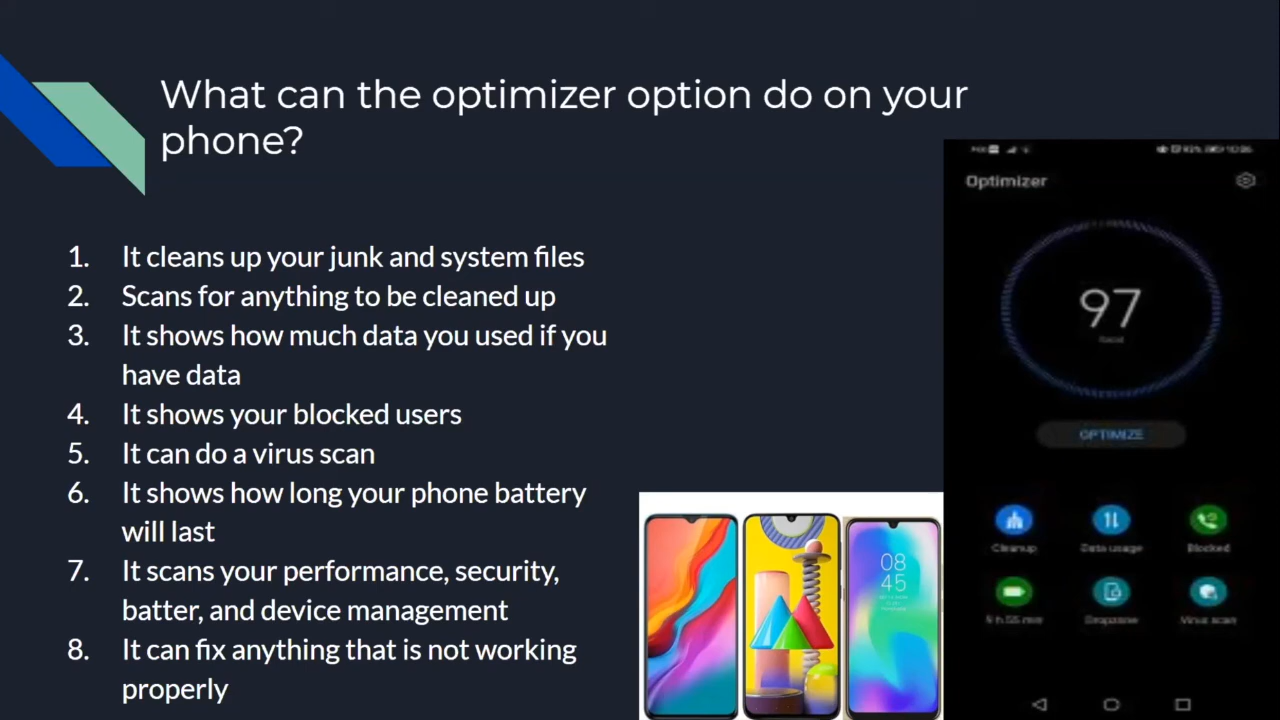 What can the optimizer option do on your
phone?
1. It cleans up your junk and system files
2. Scans for anything to be cleaned up
3. It shows how much data you used if you
have data
4. It shows your blocked users
5. It can do a virus scan
6. It shows how long your phone battery
will last
7. It scans your performance, security,
batter, and device management
8. It can fix anything that is not working
properly
Optimizer
97
OPTIMIZE
Cleanup
Data usage
Blocked
Dropzone
Virus scan
08
45